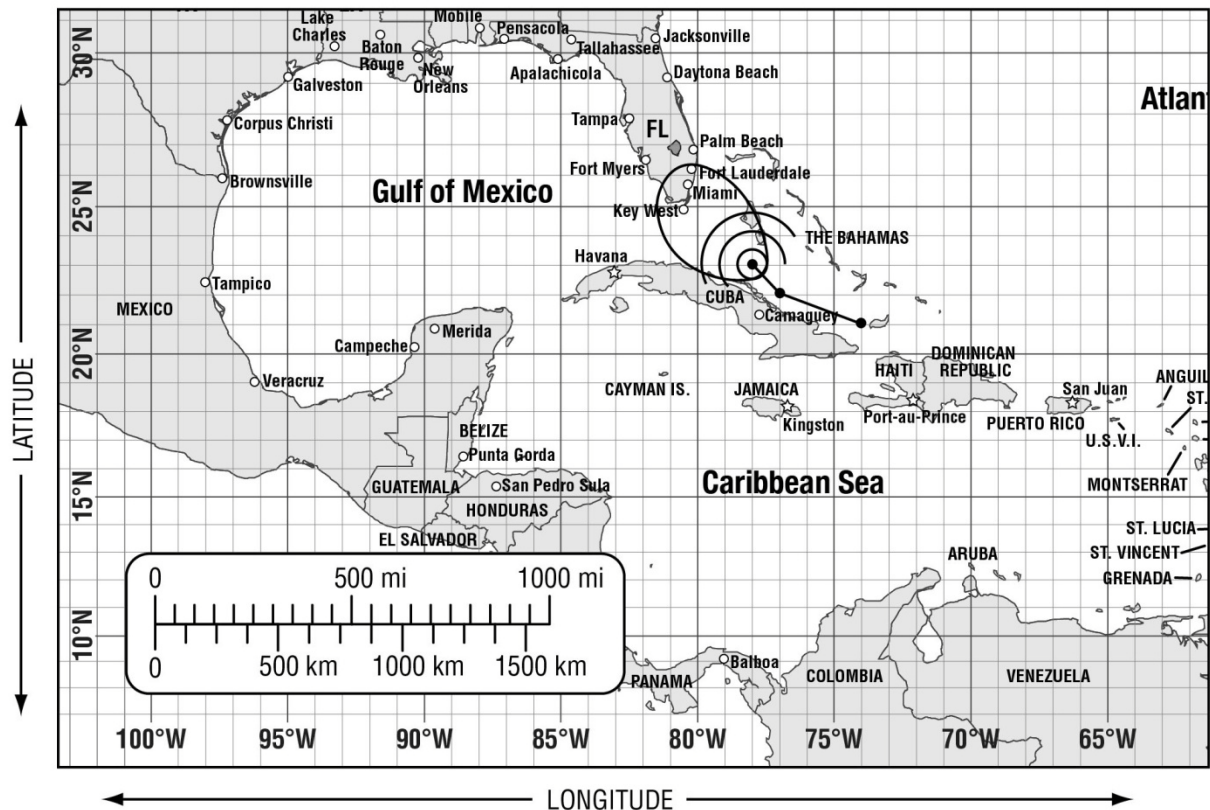 Lake
Charles
Mobile
Pensacola
Jacksonville
Baton
Rouge
New
Orleans
Tallahassee
Apalachicola
Galveston
Daytona Beach
Atlan
30°N
Corpus Christi
Tampa
FL
Palm Beach
Fort Myers
Fort Lauderdale
Miami
Brownsville
Gulf of Mexico
Key West
25°N
THE BAHAMAS
Havana
Tampico
MEXICO
CUBA
Camaguey
Merida
Campeche
20°N
HAITI
DOMINICAN
REPUBLIC
Veracruz
CAYMAN IS.
JAMAICA
Kingston
Port-au-Prince
San Juan
PUERTO RICO
ANGUIL
ST.
U.S.V.I.
BELIZE
Punta Gorda
GUATEMALA
San Pedro Sula
HONDURAS
EL SALVADOR
Caribbean Sea
MONTSERRAT
15°N
ST. LUCIA
ST. VINCENT
GRENADA
ARUBA
0 500 mi 1000 mi
0 500 km 1000 km 1500 km
10°N
Balboa
PANAMA
COLOMBIA
VENEZUELA
100°W 95°W 90°W 85°W 80°W 75°W 70°W 65°W
LATITUDE
LONGITUDE